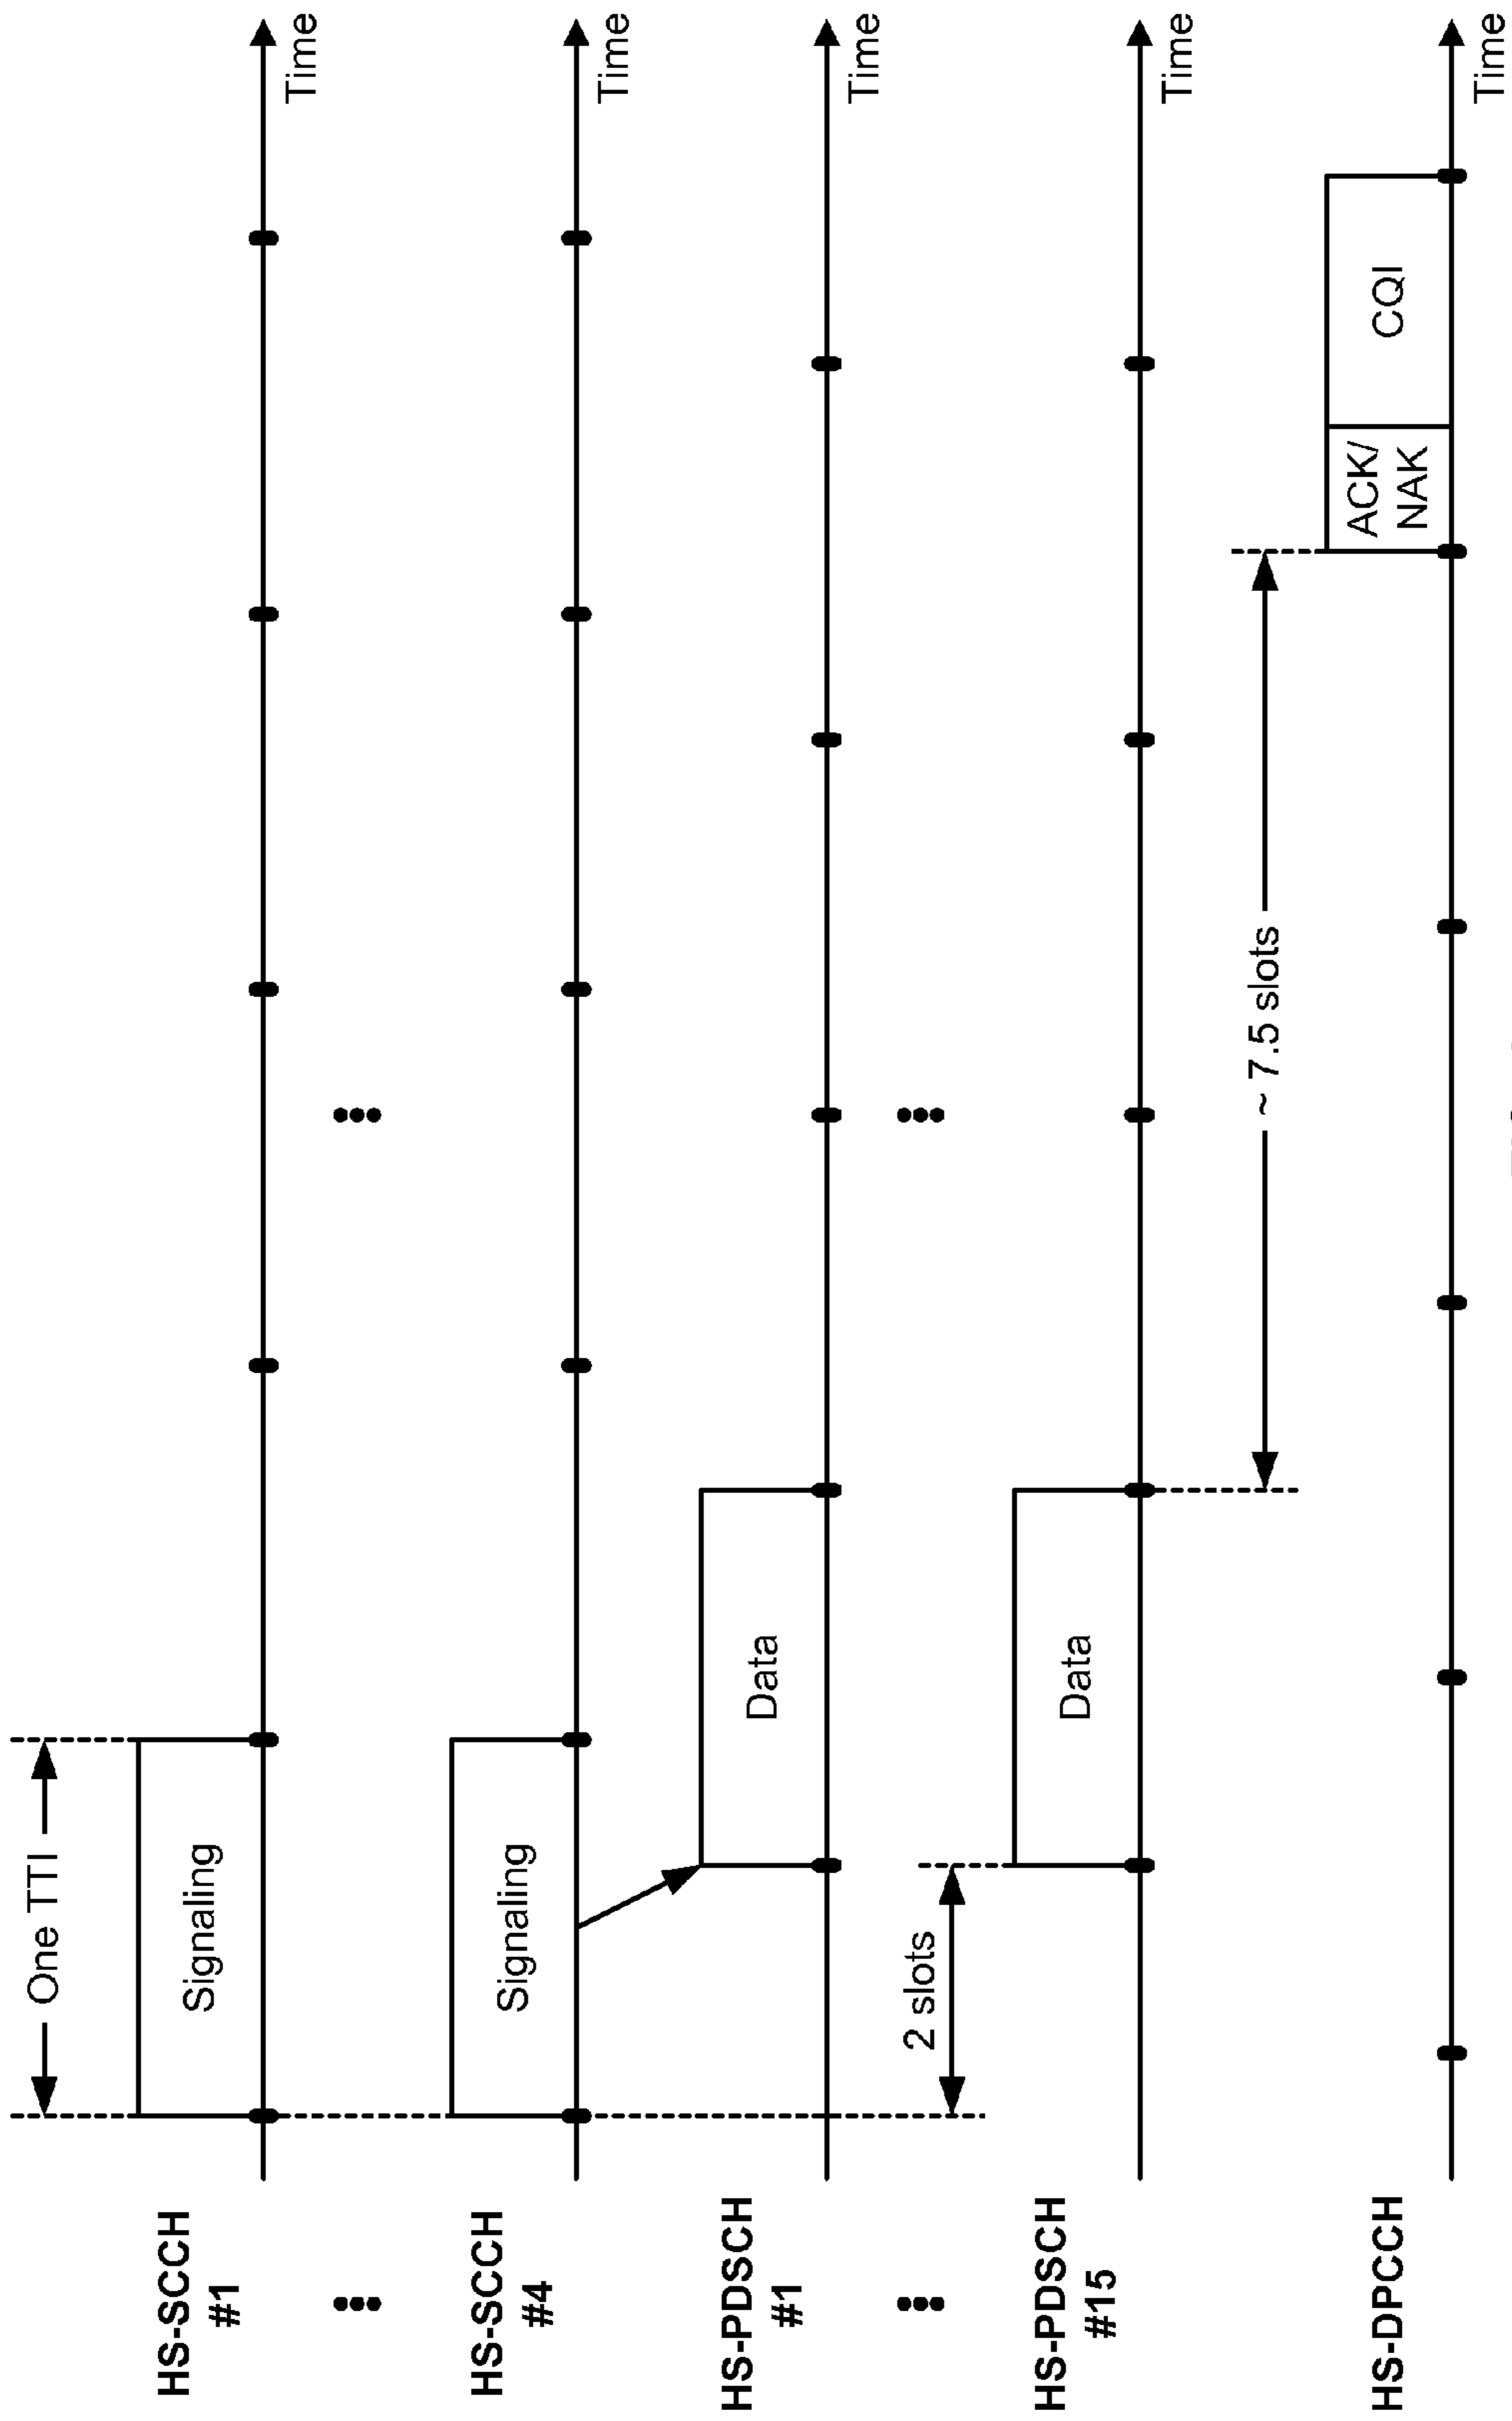 One TTI
HS-SCCH
#1
Signaling
Time
HS-SCCH
#4
Signaling
Time
HS-PDSCH
#1
Data
Time
2 slots
HS-PDSCH
#15
Data
Time
~ 7.5 slots
HS-DPCCH
ACK/
NAK
CQI
Time